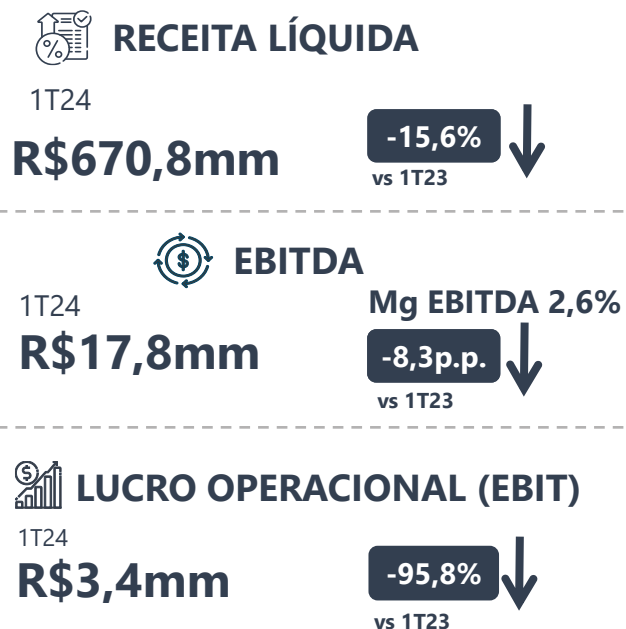 RECEITA LÍQUIDA
1T24
R$670,8mm
-15,6%
vs 1T23
EBITDA
1T24
R$17,8mm
Mg EBITDA 2,6%
-8,3p.p.
vs 1T23
LUCRO OPERACIONAL (EBIT)
1T24
R$3,4mm
-95,8%
vs 1T23